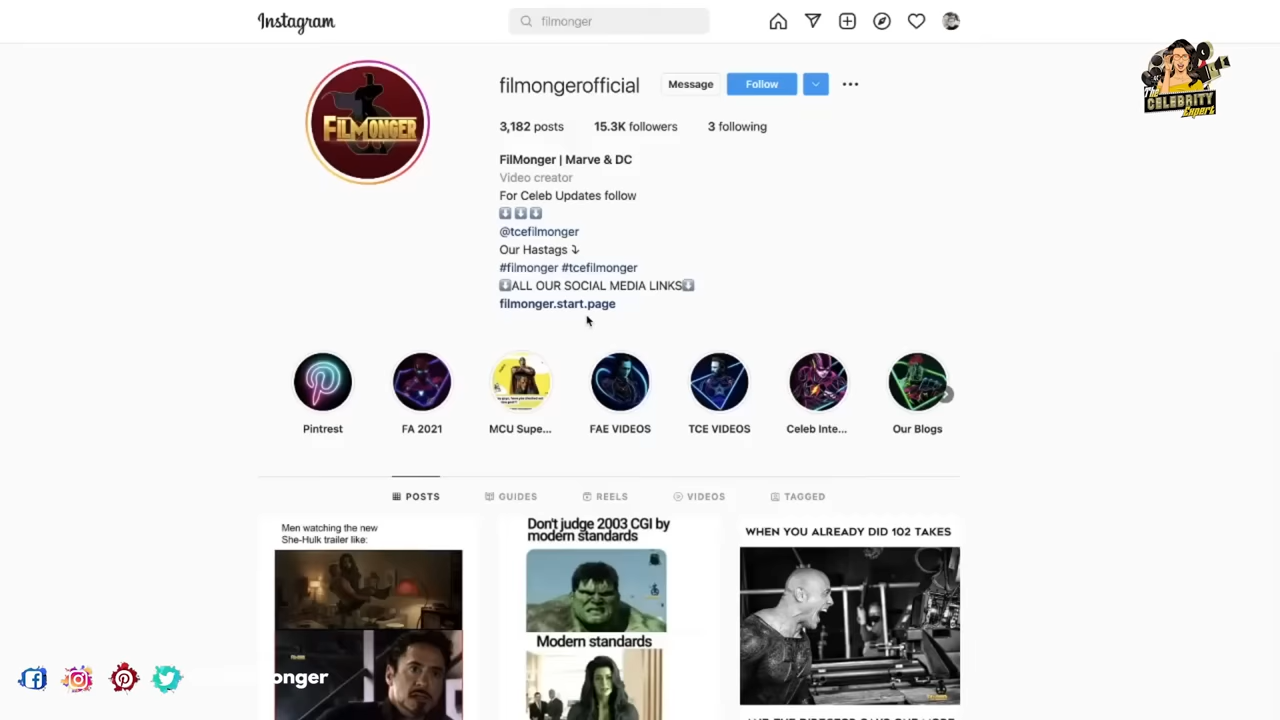 Instagram
filmonger
The
CELEBRITY
Expert
FILMONGER
filmongerofficial
Message
Follow
3,182 posts 15.3K followers 3 following
FilMonger | Marve & DC
Video creator
For Celeb Updates follow
@tcefilmonger
Our Hastags
#filmonger #tcefilmonger
ALL OUR SOCIAL MEDIA LINKS
filmonger.start.page
Pintrest
FA 2021
MCU Supe...
FAE VIDEOS
TCE VIDEOS
Celeb Inte...
Our Blogs
POSTS
GUIDES
REELS
VIDEOS
TAGGED
Men watching the new
She-Hulk trailer like:
Don't judge 2003 CGI by
modern standards
Modern standards
WHEN YOU ALREADY DID 102 TAKES
onger